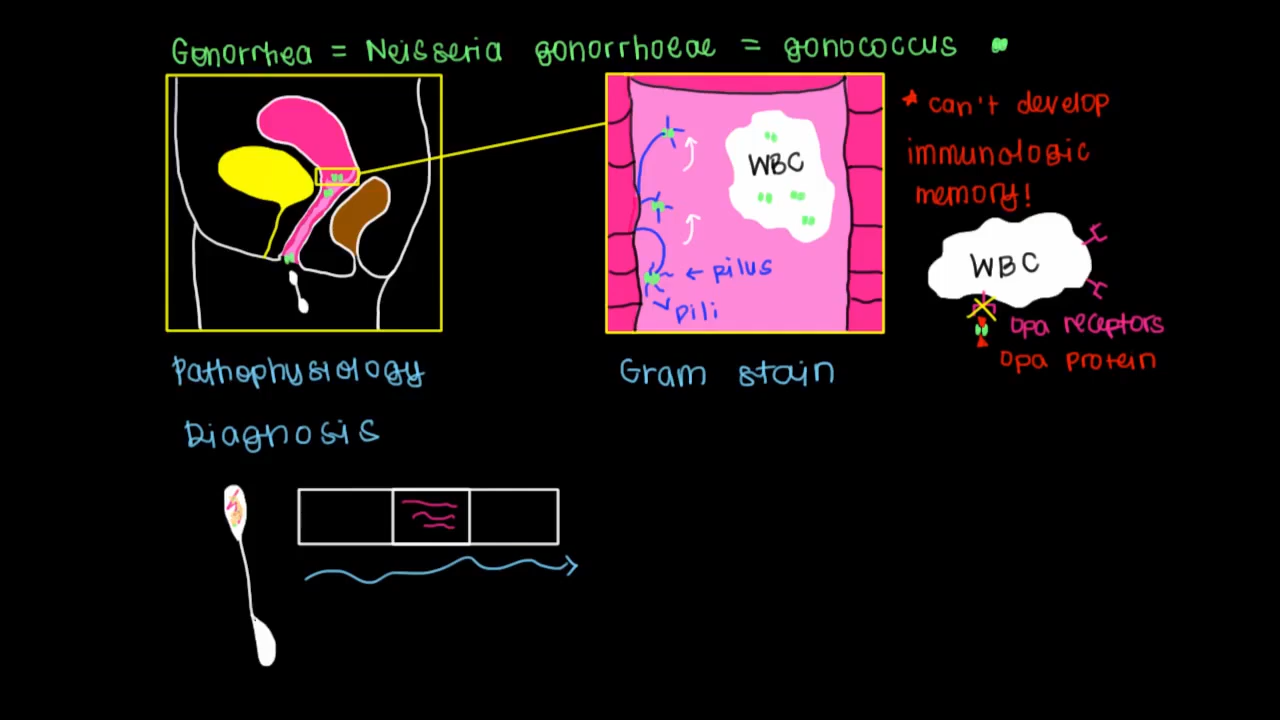 Gonorrhea = Neisseria gonorrhoeae = gonococcus
* can't develop
immunologic
memory!
WBC
← pilus
pili
WBC
opa receptors
opa protein
Pathophysiology
Gram stain
Diagnosis